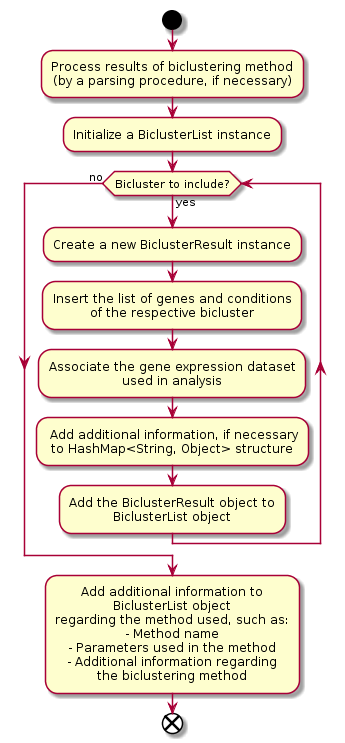 Process results of biclustering method
(by a parsing procedure, if necessary)
Initialize a BiclusterList instance
no
Bicluster to include?
yes
Create a new BiclusterResult instance
Insert the list of genes and conditions
of the respective bicluster
Associate the gene expression dataset
used in analysis
Add additional information, if necessary
to HashMap<String, Object> structure
Add the BiclusterResult object to
BiclusterList object
Add additional information to
BiclusterList object
regarding the method used, such as:
- Method name
- Parameters used in the method
- Additional information regarding
the biclustering method